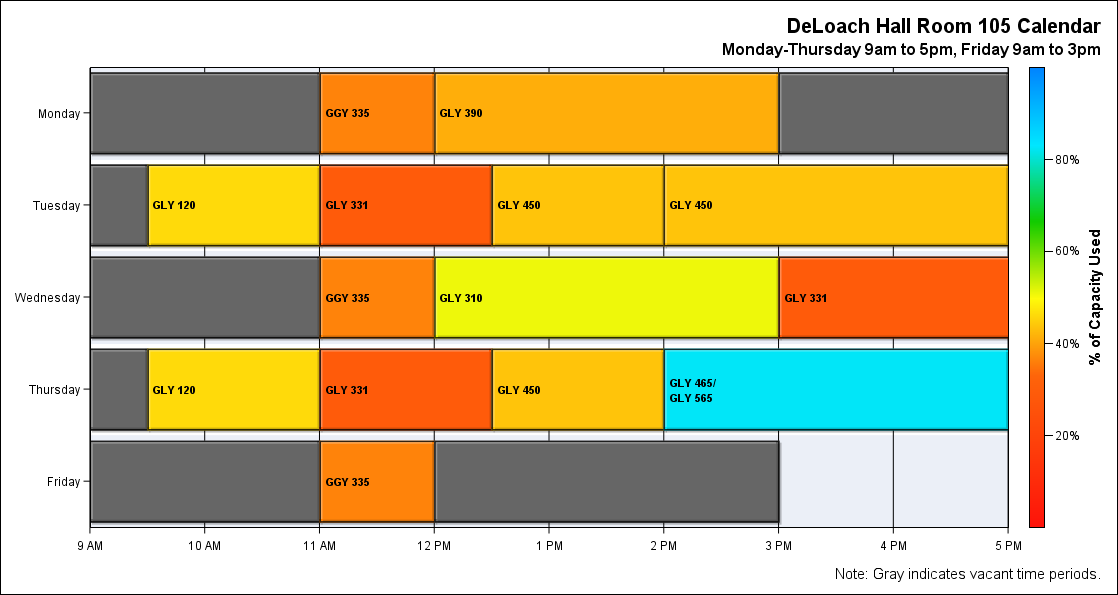 DeLoach Hall Room 105 Calendar
Monday-Thursday 9am to 5pm, Friday 9am to 3pm
Monday
GGY 335
GLY 390
Tuesday
GLY 120
GLY 331
GLY 450
GLY 450
Wednesday
GGY 335
GLY 310
GLY 331
Thursday
GLY 120
GLY 331
GLY 450
GLY 465/
GLY 565
Friday
GGY 335
9 AM
10 AM
11 AM
12 PM
1 PM
2 PM
3 PM
4 PM
5 PM
80%
60%
40%
20%
% of Capacity Used
Note: Gray indicates vacant time periods.